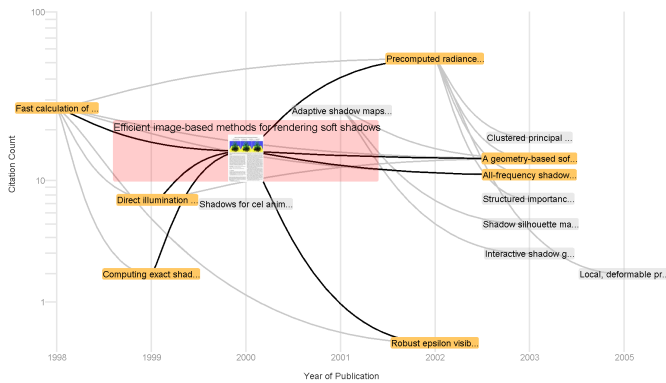 100
Precomputed radiance...
Fast calculation of ...
Adaptive shadow maps...
Efficient image-based methods for rendering soft shadows
Clustered principal ...
A geometry-based sof...
All-frequency shadow...
Citation Count
10
Direct illumination ...
Shadows for cel anim...
Structured importanc...
Shadow silhouette ma...
Interactive shadow g...
Computing exact shad...
Local, deformable pr...
1
Robust epsilon visib...
1998 1999 2000 2001 2002 2003 2005
Year of Publication